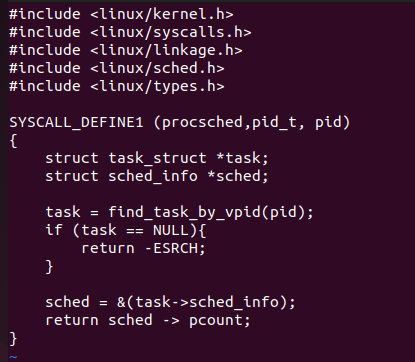 #include <linux/kernel.h>
#include <linux/syscalls.h>
#include <linux/linkage.h>
#include <linux/sched.h>
#include <linux/types.h>

SYSCALL_DEFINE1 (procsched,pid_t, pid)
{
    struct task_struct *task;
    struct sched_info *sched;

    task = find_task_by_vpid(pid);
    if (task == NULL){
        return -ESRCH;
    }

    sched = &(task->sched_info);
    return sched -> pcount;
}
~